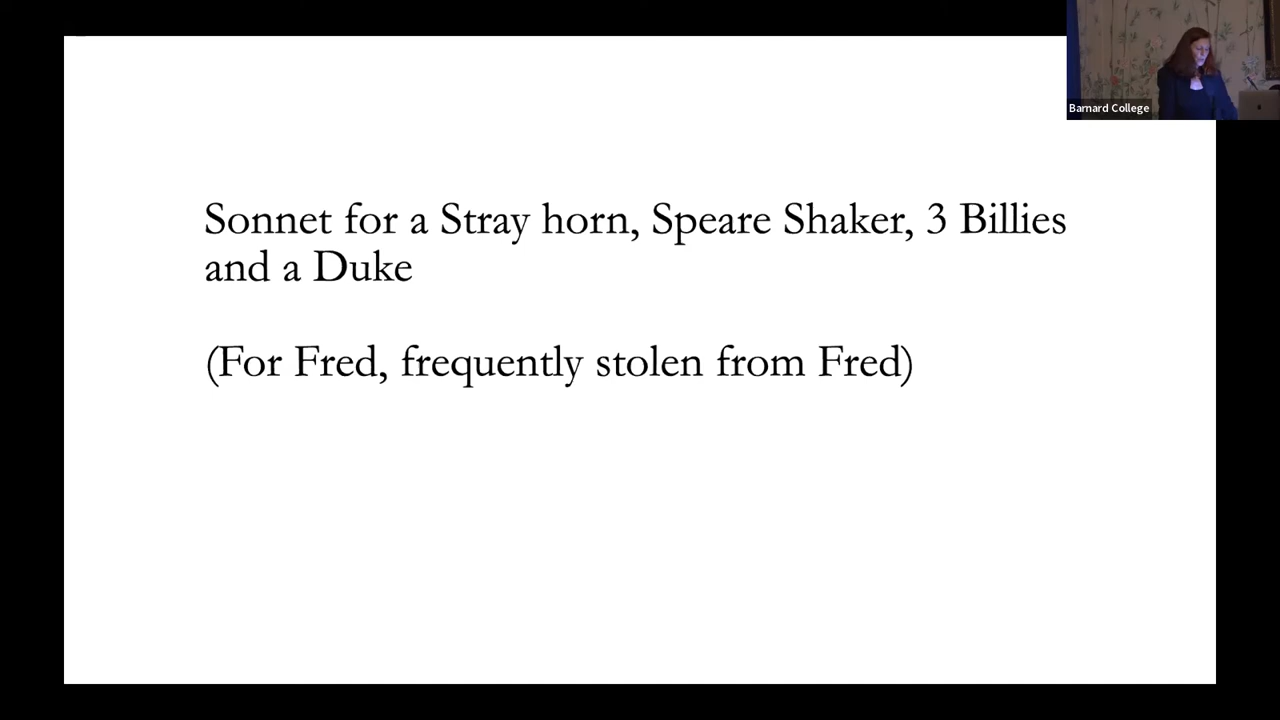 Barnard College
Sonnet for a Stray horn, Speare Shaker, 3 Billies
and a Duke
(For Fred, frequently stolen from Fred)